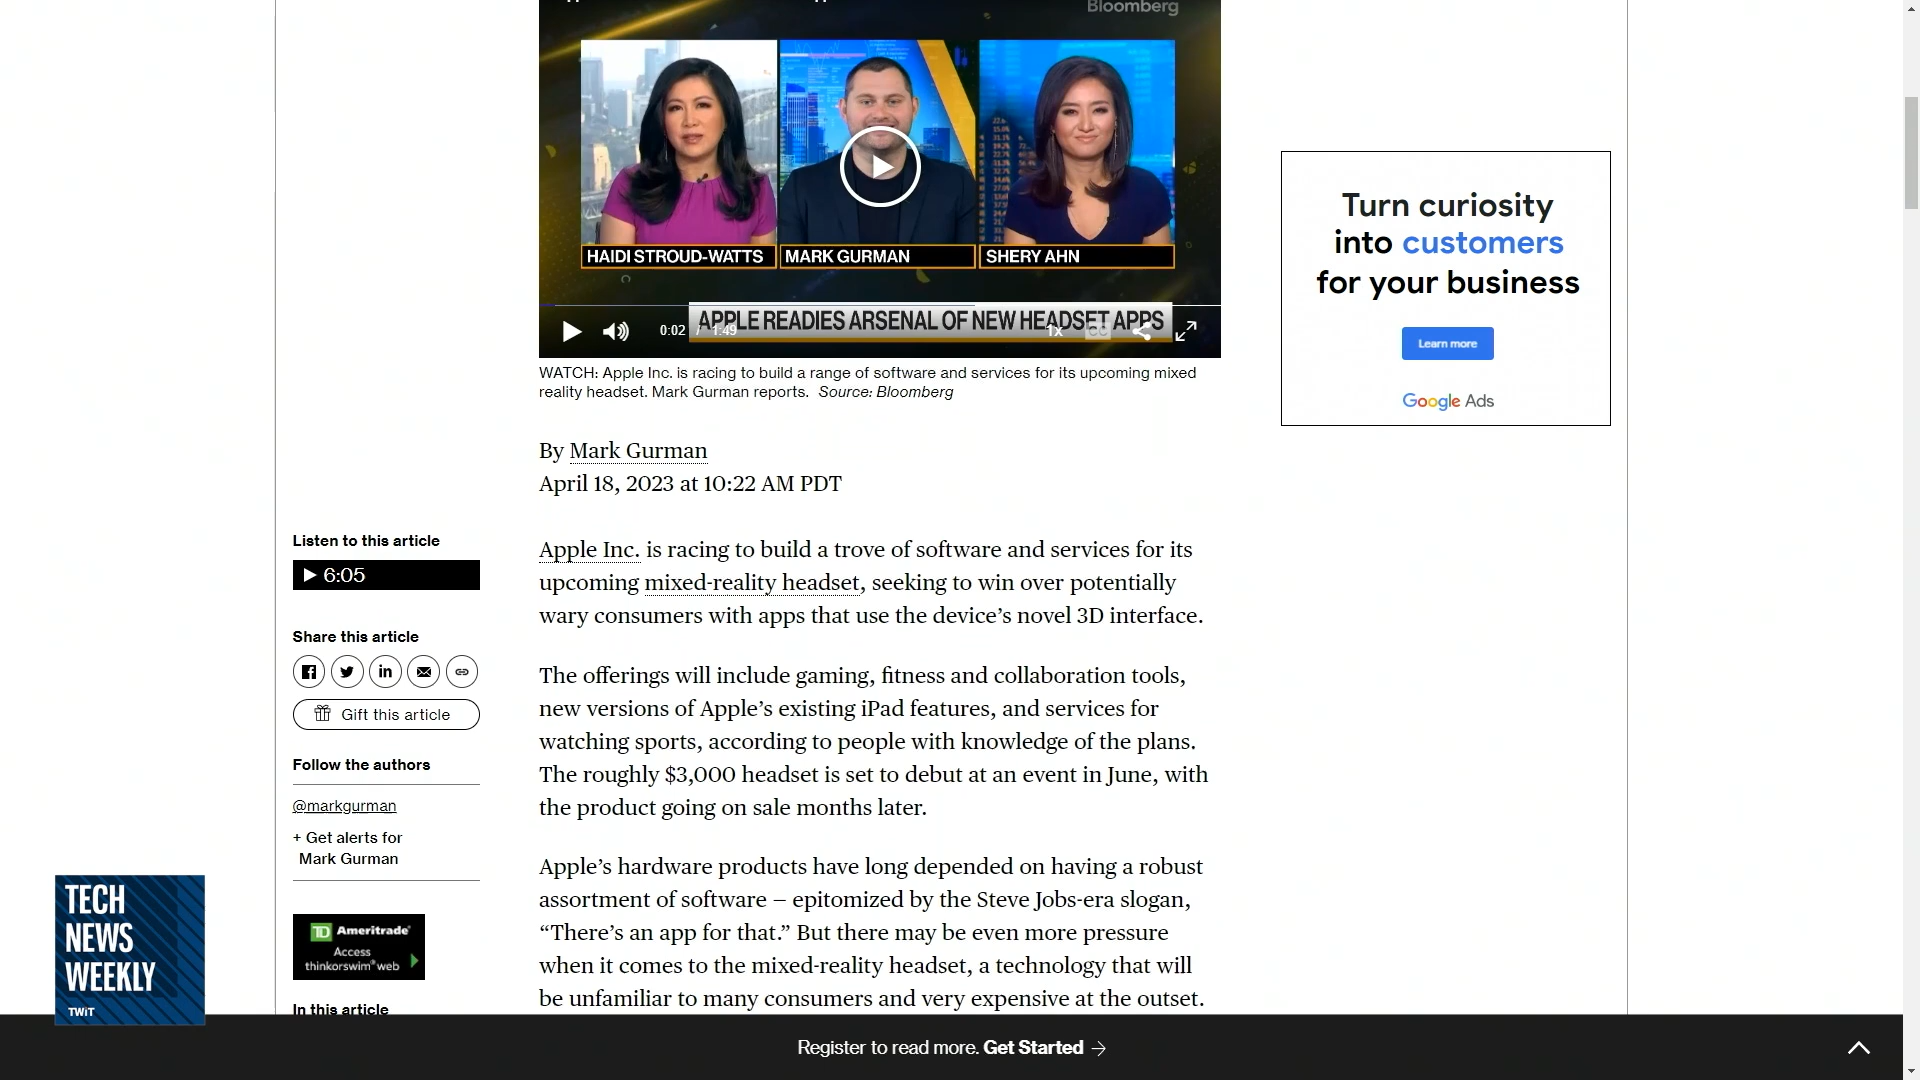 Bloomberg
HAIDI STROUD-WATTS
MARK GURMAN
SHERY AHN
APPLE READIES ARSENAL OF NEW HEADSET APPS
0:02 / 1:49
1x
CC
WATCH: Apple Inc. is racing to build a range of software and services for its upcoming mixed
reality headset. Mark Gurman reports. Source: Bloomberg
By Mark Gurman
April 18, 2023 at 10:22 AM PDT
Listen to this article
6:05
Share this article
Gift this article
Follow the authors
@markgurman
+ Get alerts for
Mark Gurman
TD Ameritrade
Access
thinkorswim® web
In this article
Apple Inc. is racing to build a trove of software and services for its
upcoming mixed-reality headset, seeking to win over potentially
wary consumers with apps that use the device’s novel 3D interface.
The offerings will include gaming, fitness and collaboration tools,
new versions of Apple’s existing iPad features, and services for
watching sports, according to people with knowledge of the plans.
The roughly $3,000 headset is set to debut at an event in June, with
the product going on sale months later.
Apple’s hardware products have long depended on having a robust
assortment of software – epitomized by the Steve Jobs-era slogan,
“There’s an app for that.” But there may be even more pressure
when it comes to the mixed-reality headset, a technology that will
be unfamiliar to many consumers and very expensive at the outset.
Turn curiosity
into customers
for your business
Learn more
Google Ads
TECH
NEWS
WEEKLY
TWiT
Register to read more. Get Started →